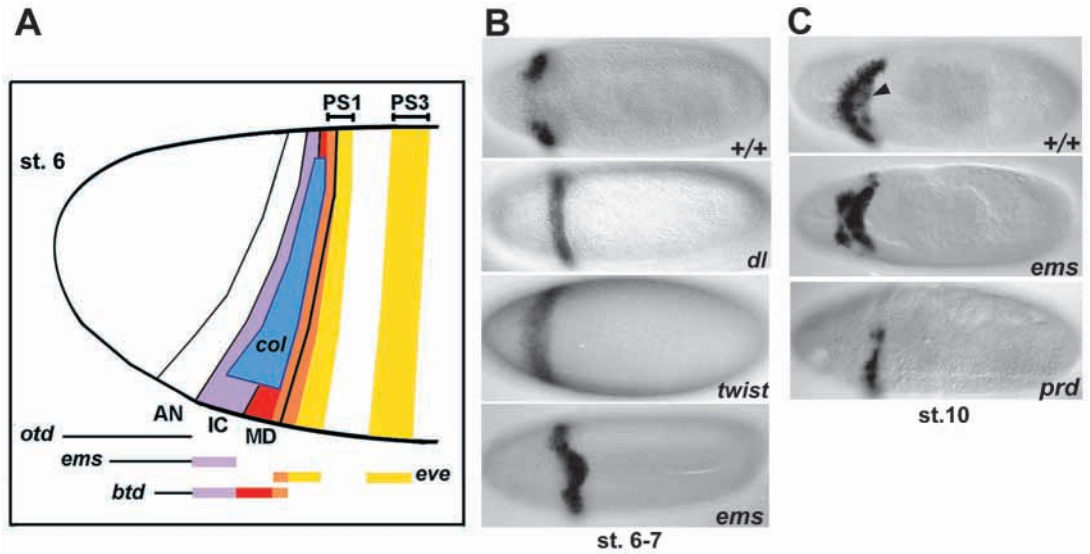 A
st. 6
PS1
PS3
col
AN
IC
MD
otd
ems
eve
btd
B
+/+
dl
twist
ems
st. 6-7
C
+/+
ems
prd
st.10